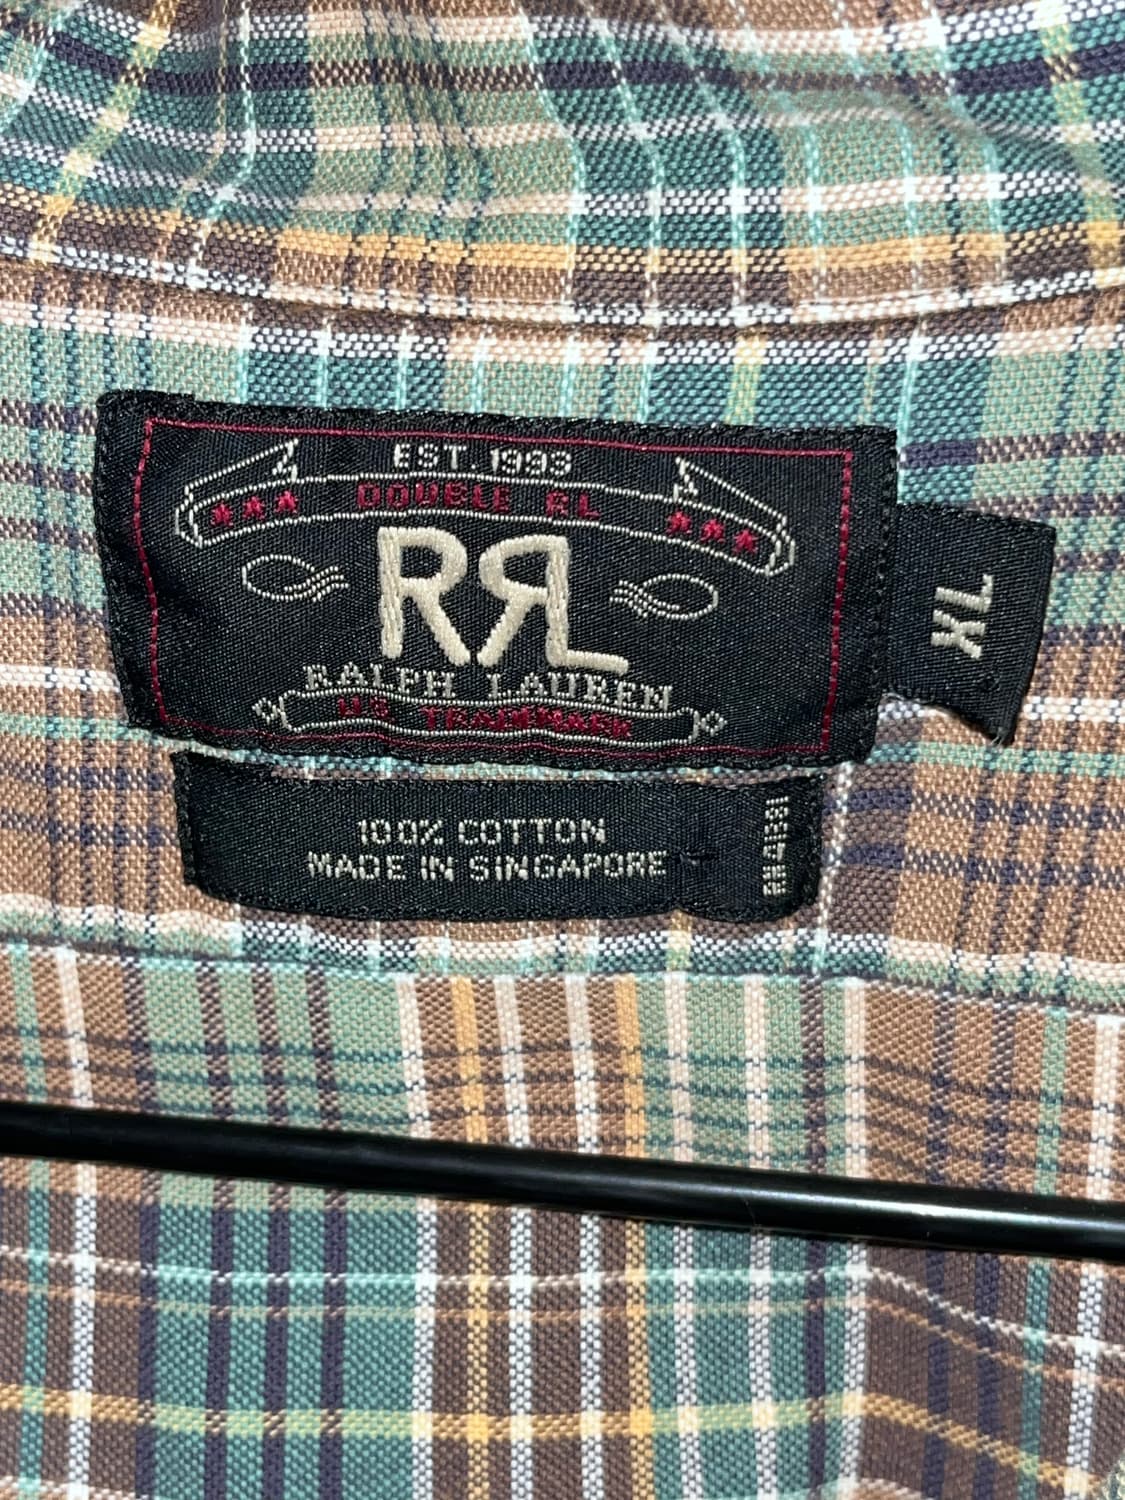 EST. 1993
DOUBLE RL
RRL
RALPH LAUREN
US TRADEMARK
XL
100% COTTON
MADE IN SINGAPORE